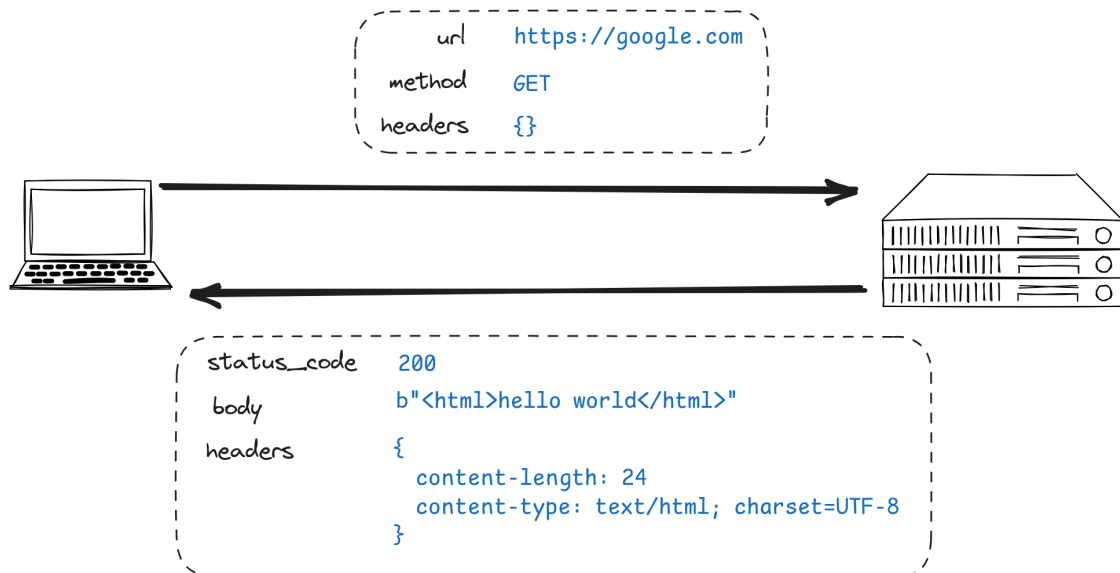 url https://google.com
method GET
headers {}
status_code 200
body b"<html>hello world</html>"
headers {
content-length: 24
content-type: text/html; charset=UTF-8
}